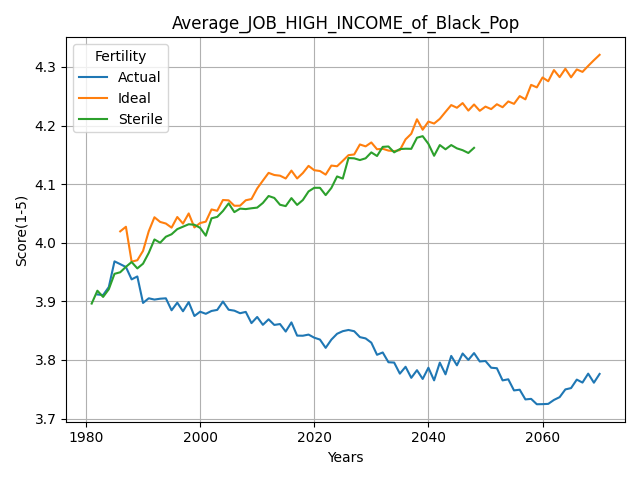 Average_JOB_HIGH_INCOME_of_Black_Pop
Fertility
Actual
Ideal
Sterile
4.3
4.2
4.1
4.0
3.9
3.8
3.7
Score(1-5)
1980 2000 2020 2040 2060
Years